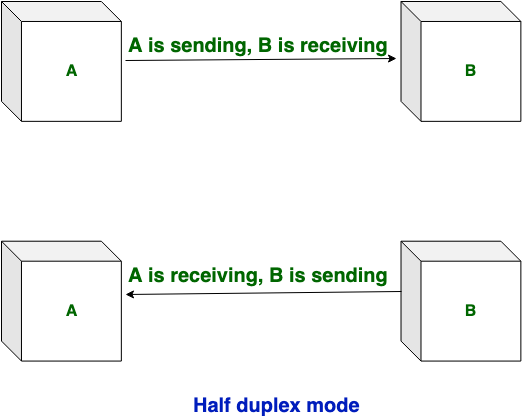 A is sending, B is receiving
A
B
A is receiving, B is sending
A
B
Half duplex mode